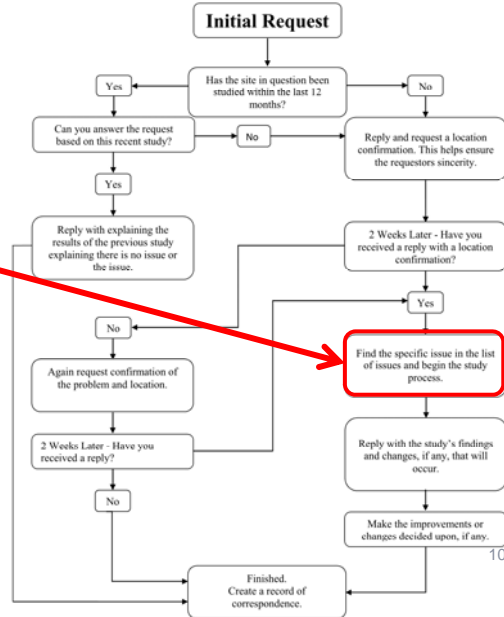 Initial Request
Has the site in question been
studied within the last 12
months?
Yes
No
Can you answer the request
based on this recent study?
No
Reply and request a location
confirmation. This helps ensure
the requestors sincerity.
Yes
Reply with explaining the
results of the previous study
explaining there is no issue or
the issue.
2 Weeks Later - Have you
received a reply with a location
confirmation?
Yes
No
Again request confirmation of
the problem and location.
Find the specific issue in the list
of issues and begin the study
process.
2 Weeks Later - Have you
received a reply?
Reply with the study's findings
and changes, if any, that will
occur.
No
Make the improvements or
changes decided upon, if any.
10
Finished.
Create a record of
correspondence.